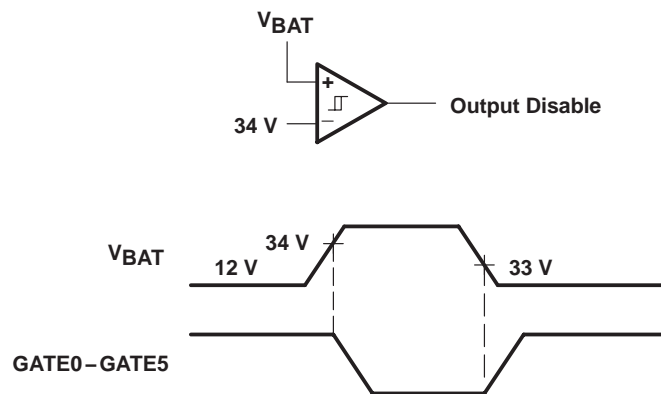 VBAT
+
34 V
–
Output Disable
VBAT
12 V
34 V
33 V
GATE0–GATE5